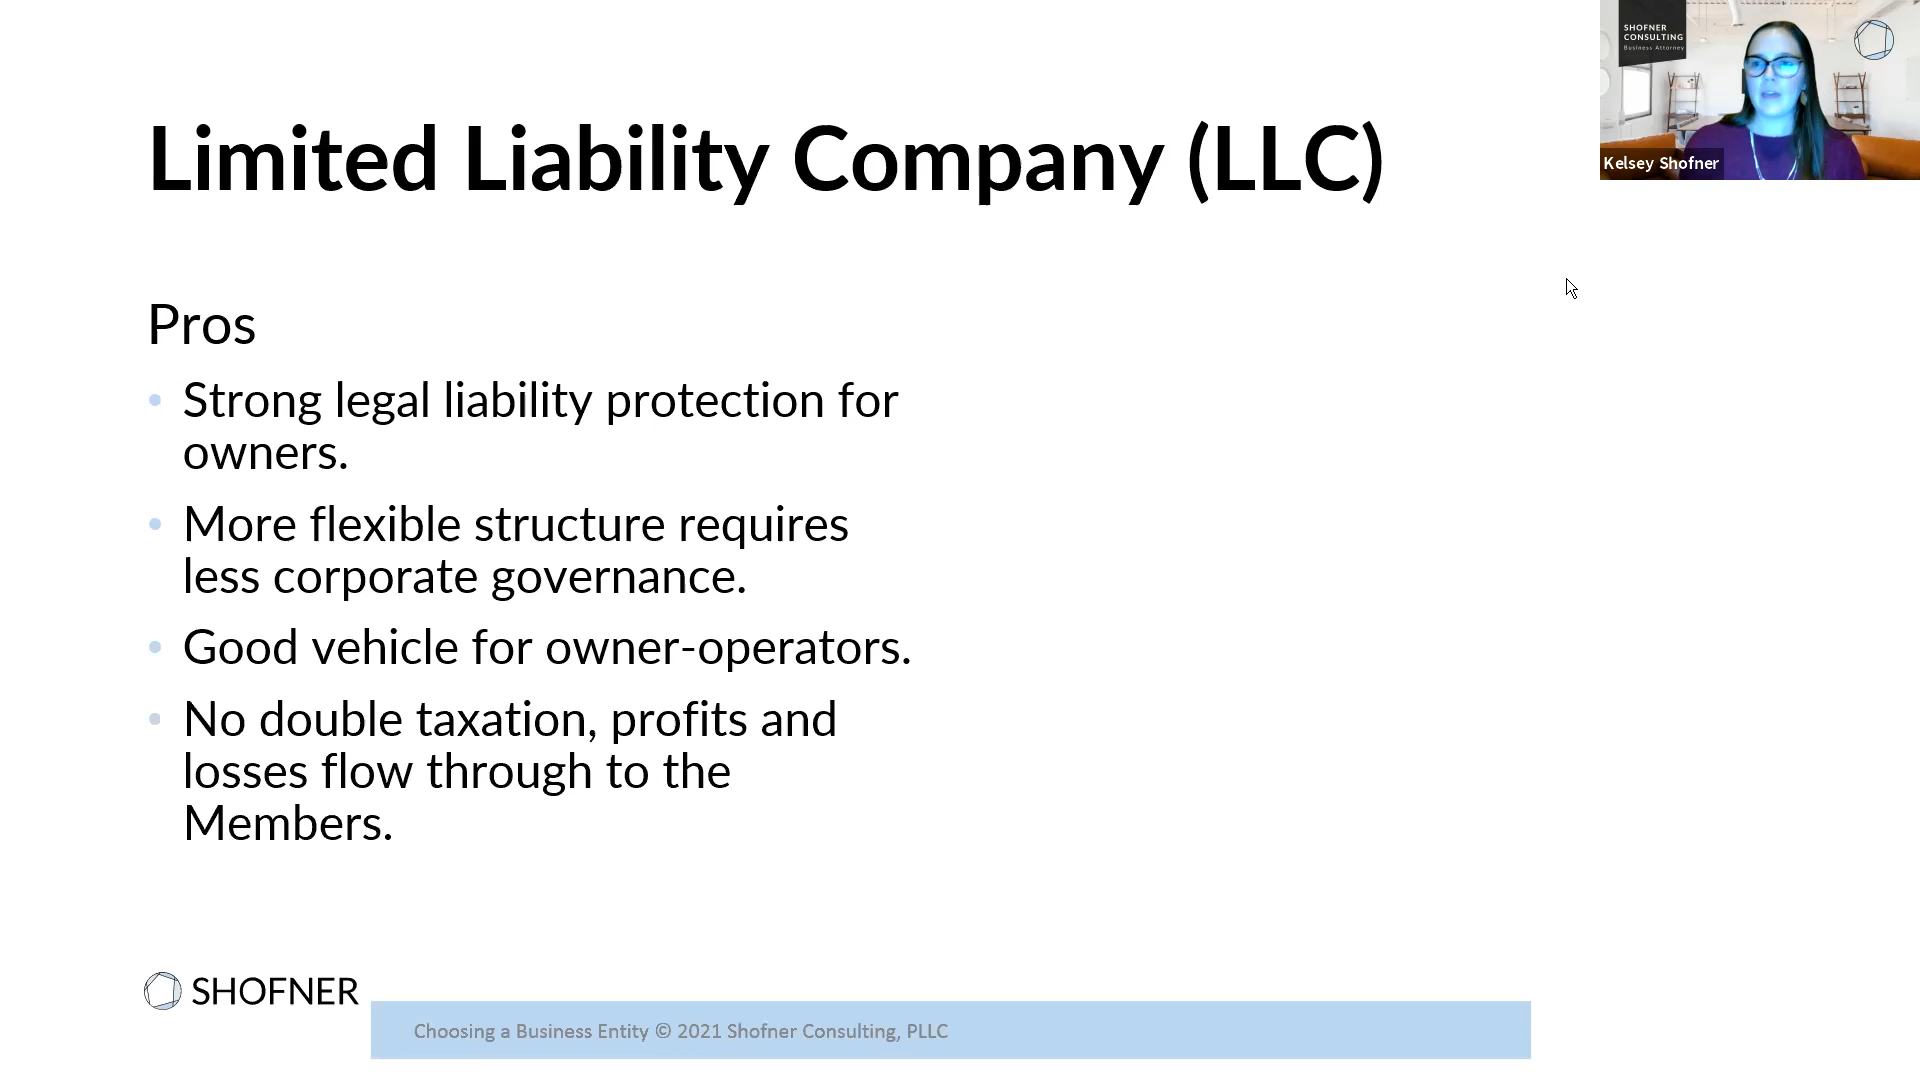 SHOFNER
CONSULTING
Business Attorney
Kelsey Shofner
Limited Liability Company (LLC)
Pros
• Strong legal liability protection for
owners.
• More flexible structure requires
less corporate governance.
• Good vehicle for owner-operators.
• No double taxation, profits and
losses flow through to the
Members.
SHOFNER
Choosing a Business Entity © 2021 Shofner Consulting, PLLC